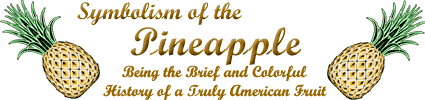 Symbolism of the
Pineapple
Being the Brief and Colorful
History of a Truly American Fruit